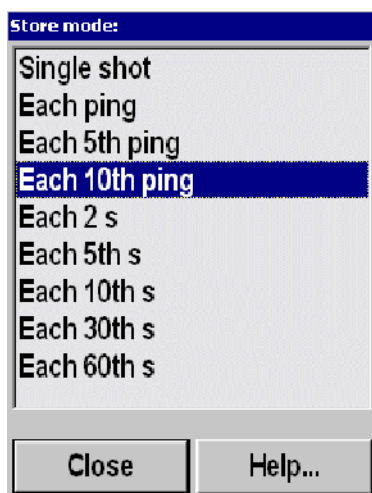 Store mode:
Single shot
Each ping
Each 5th ping
Each 10th ping
Each 2 s
Each 5th s
Each 10th s
Each 30th s
Each 60th s
Close Help...